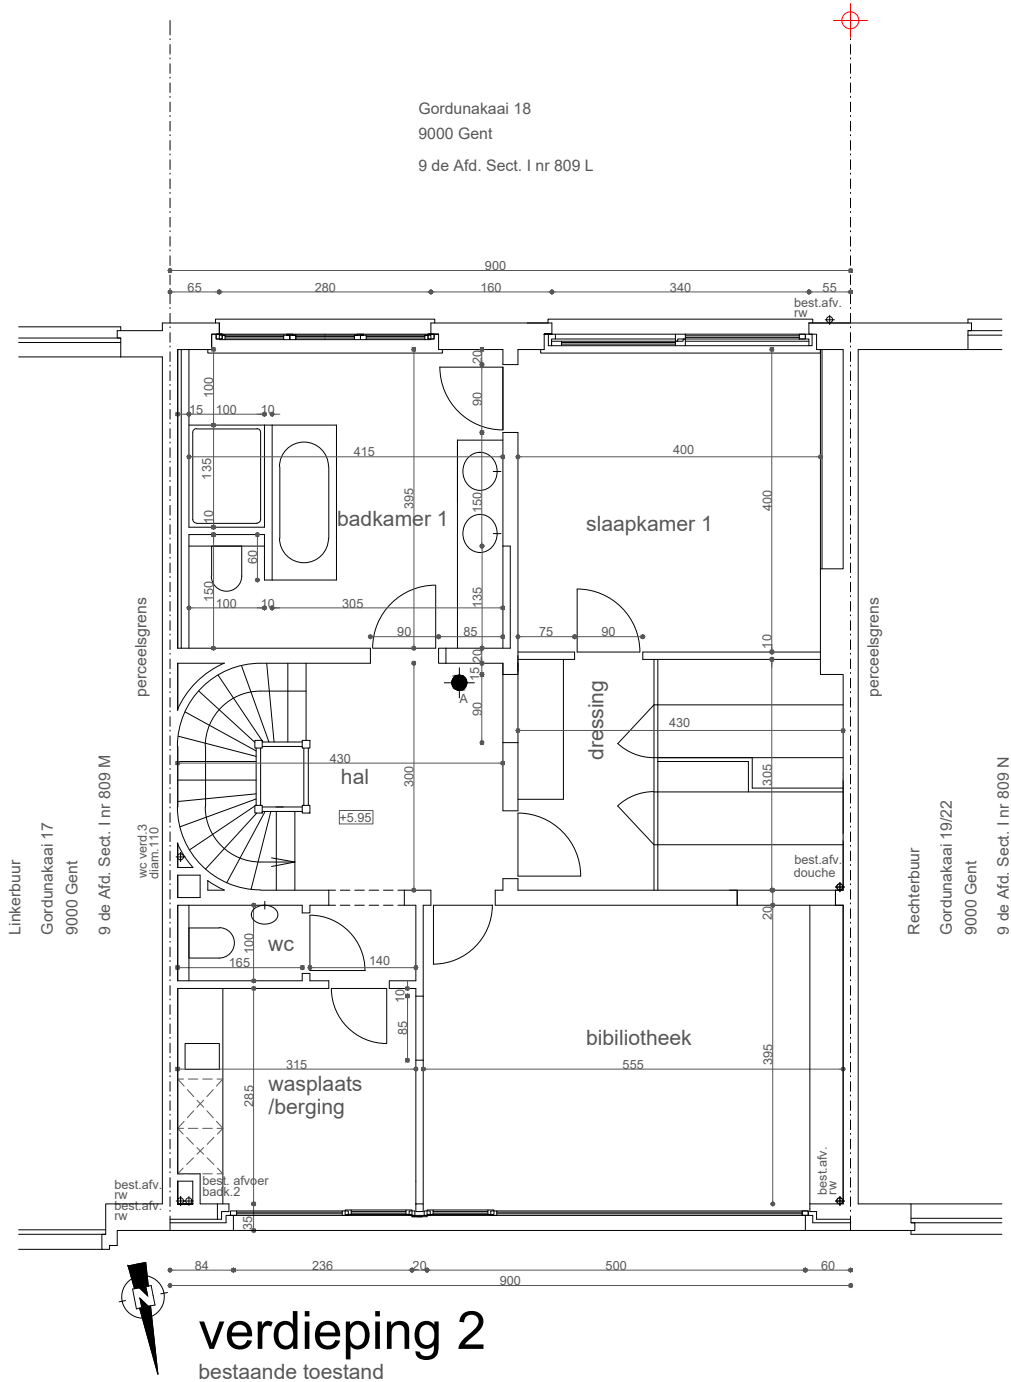 Gordunakaai 18
9000 Gent
9 de Afd. Sect. I nr 809 L
900
65 280 160 340 55
best.afv.
rw
20
100
90
15 100 10
415
400
135
395
150
400
badkamer 1
slaapkamer 1
10
60
150
135
100 10 305
90 85 75 90
10
20
15
A
90
perceelsgrens
perceelsgrens
dressing
430
430
hal
300
305
+5.95
wc verd.3
diam.110
best.afv.
douche
Linkerbuur
Gordunakaai 17
9000 Gent
9 de Afd. Sect. I nr 809 M
Rechterbuur
Gordunakaai 19/22
9000 Gent
9 de Afd. Sect. I nr 809 N
20
100
wc
165
140
10
85
bibiliotheek
395
315
555
wasplaats
/berging
285
best.afv.
rw
best.afv.
rw
best. afvoer
badk.2
best.afv.
rw
35
84 236 20 500 60
900
N
verdieping 2
bestaande toestand